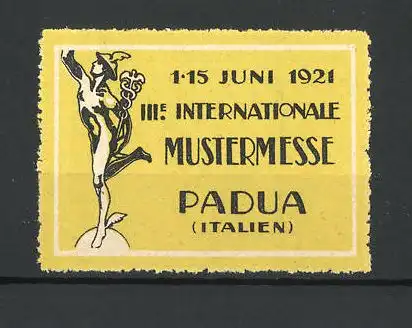 1-15 JUNI 1921
IIIE. INTERNATIONALE
MUSTERMESSE
PADUA
(ITALIEN)